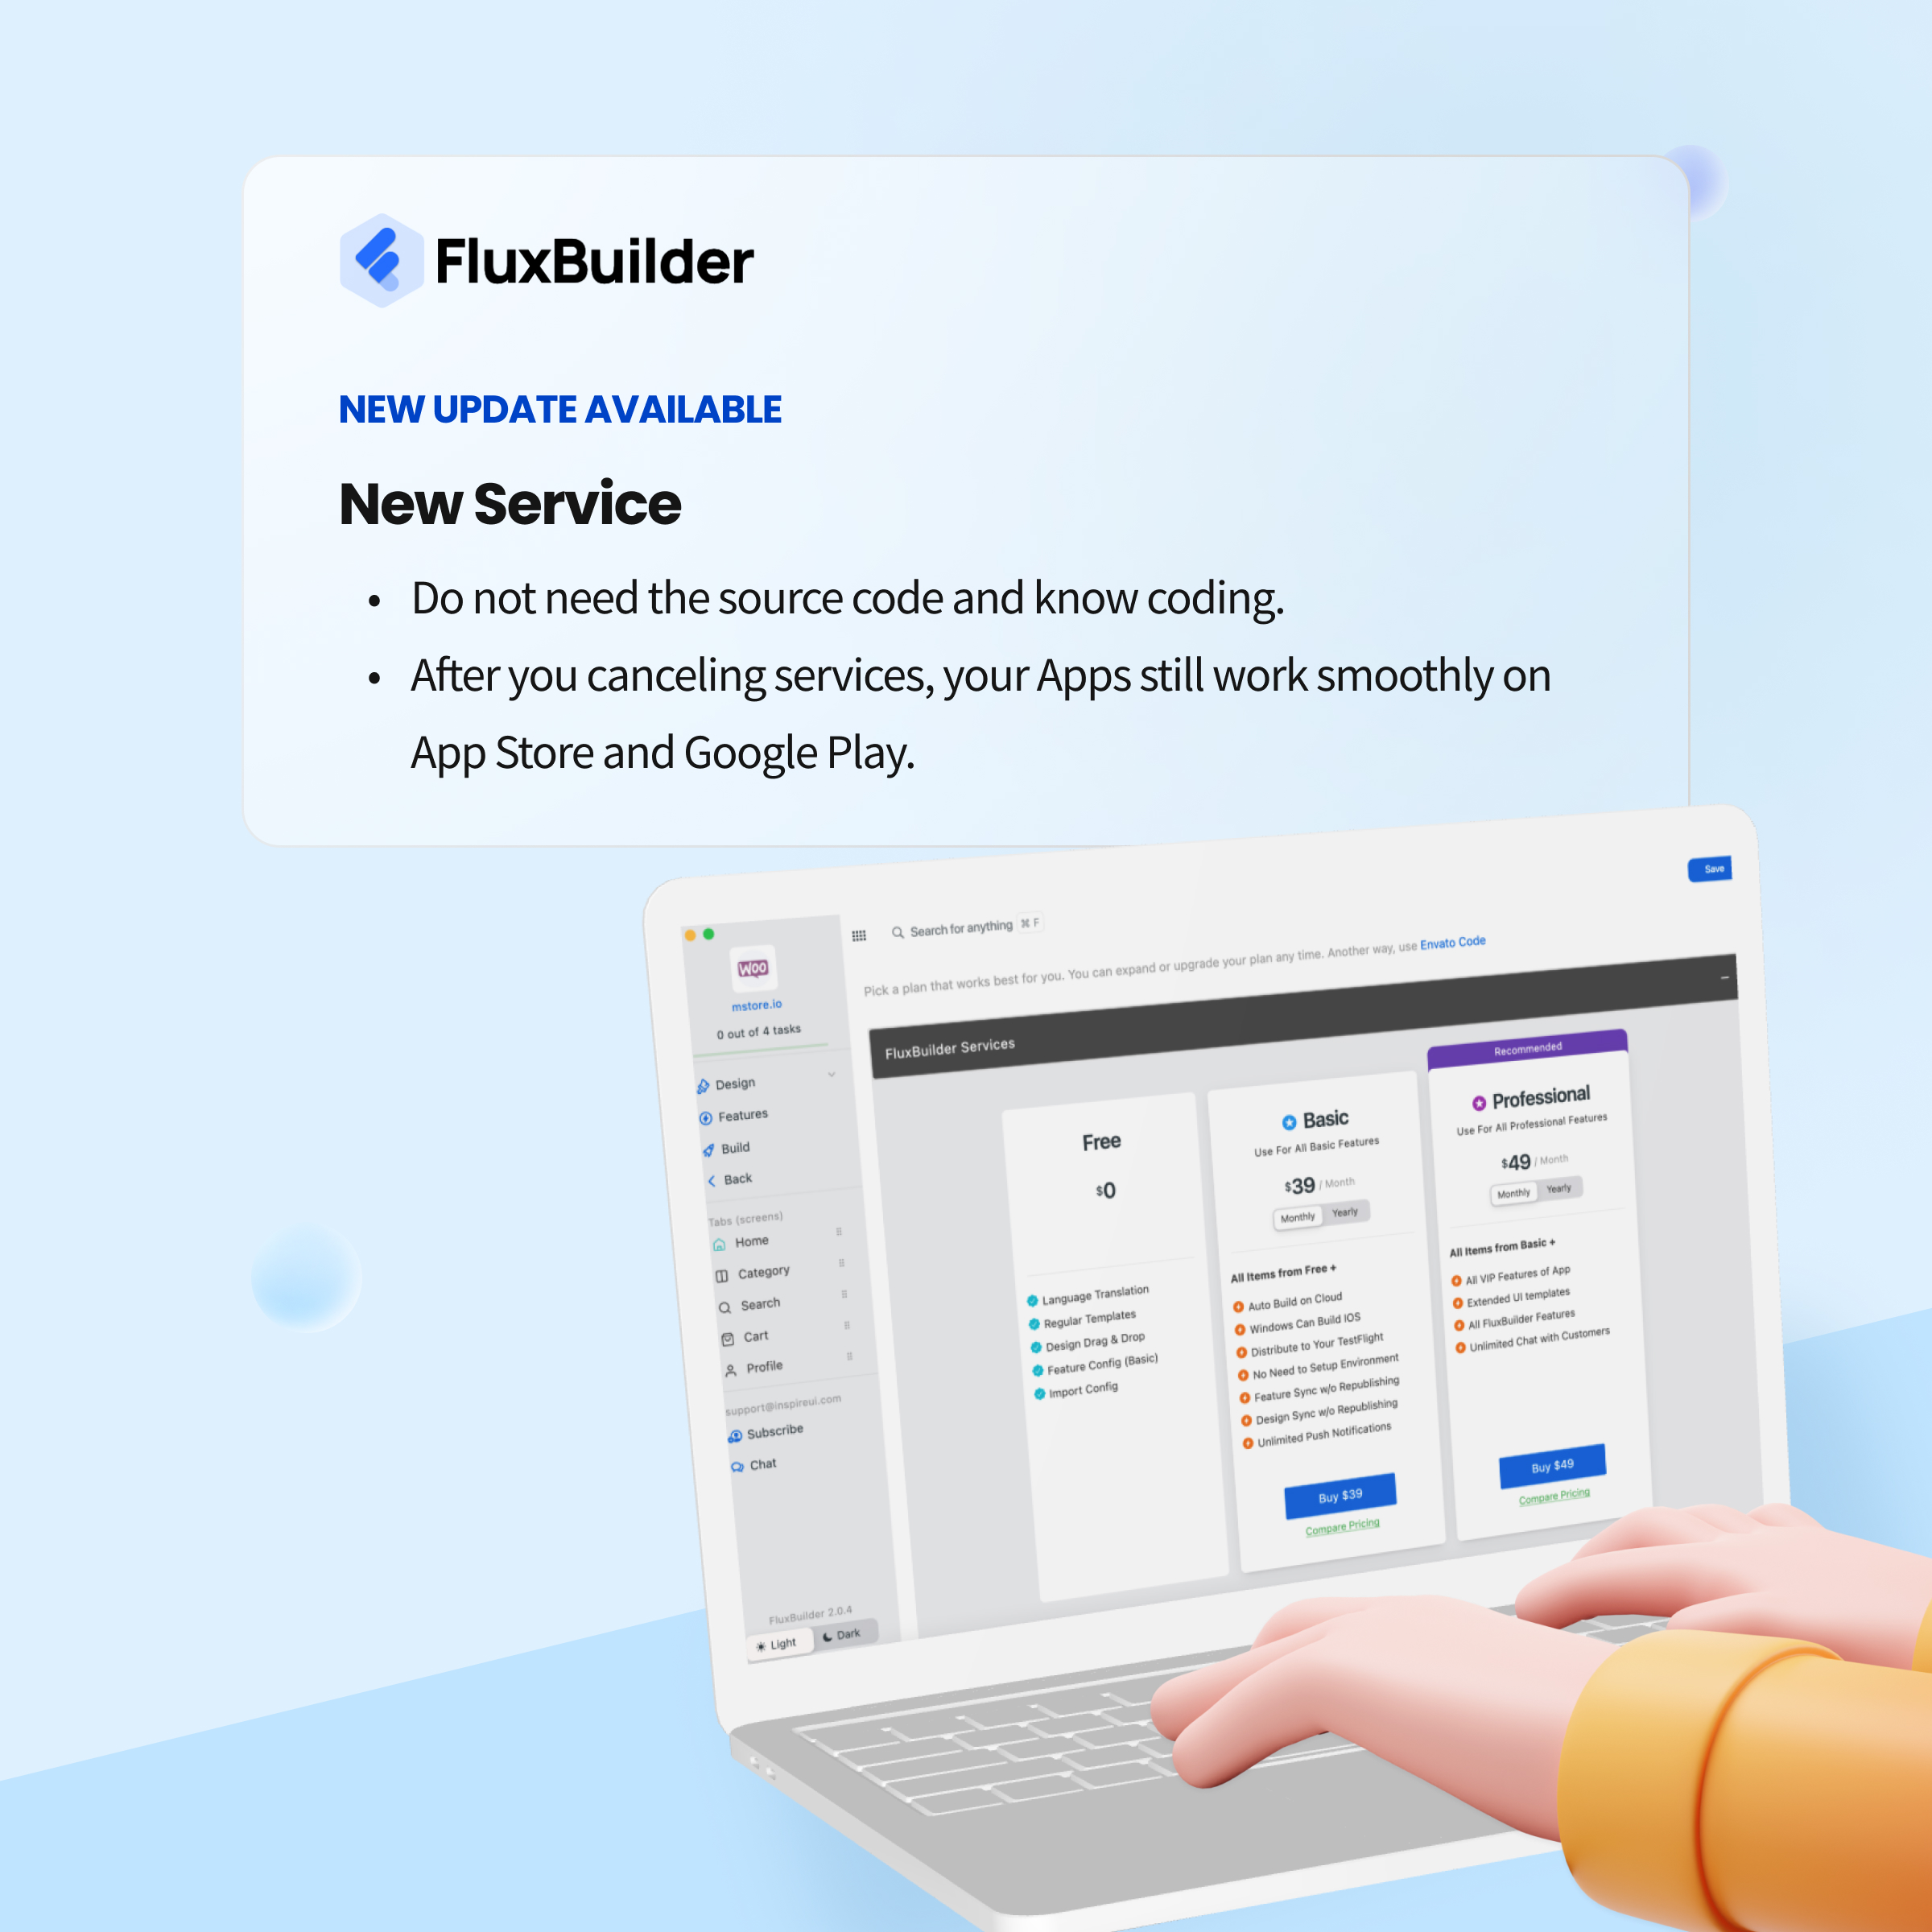 FluxBuilder
NEW UPDATE AVAILABLE
New Service
• Do not need the source code and know coding.
• After you canceling services, your Apps still work smoothly on
App Store and Google Play.
Save
Search for anything ⌘ F
Pick a plan that works best for you. You can expand or upgrade your plan any time. Another way, use Envato Code
Woo
mstore.io
0 out of 4 tasks
Design
Features
Build
Back
Tabs (screens)
Home
Category
Search
Cart
Profile
support@inspireui.com
Subscribe
Chat
FluxBuilder 2.0.4
Light
Dark
FluxBuilder Services
Free
$0
Language Translation
Regular Templates
Design Drag & Drop
Feature Config (Basic)
Import Config
Basic
Use For All Basic Features
$39 / Month
Monthly Yearly
All Items from Free +
Auto Build on Cloud
Windows Can Build IOS
Distribute to Your TestFlight
No Need to Setup Environment
Feature Sync w/o Republishing
Design Sync w/o Republishing
Unlimited Push Notifications
Buy $39
Compare Pricing
Recommended
Professional
Use For All Professional Features
$49 / Month
Monthly Yearly
All Items from Basic +
All VIP Features of App
Extended UI templates
All FluxBuilder Features
Unlimited Chat with Customers
Buy $49
Compare Pricing